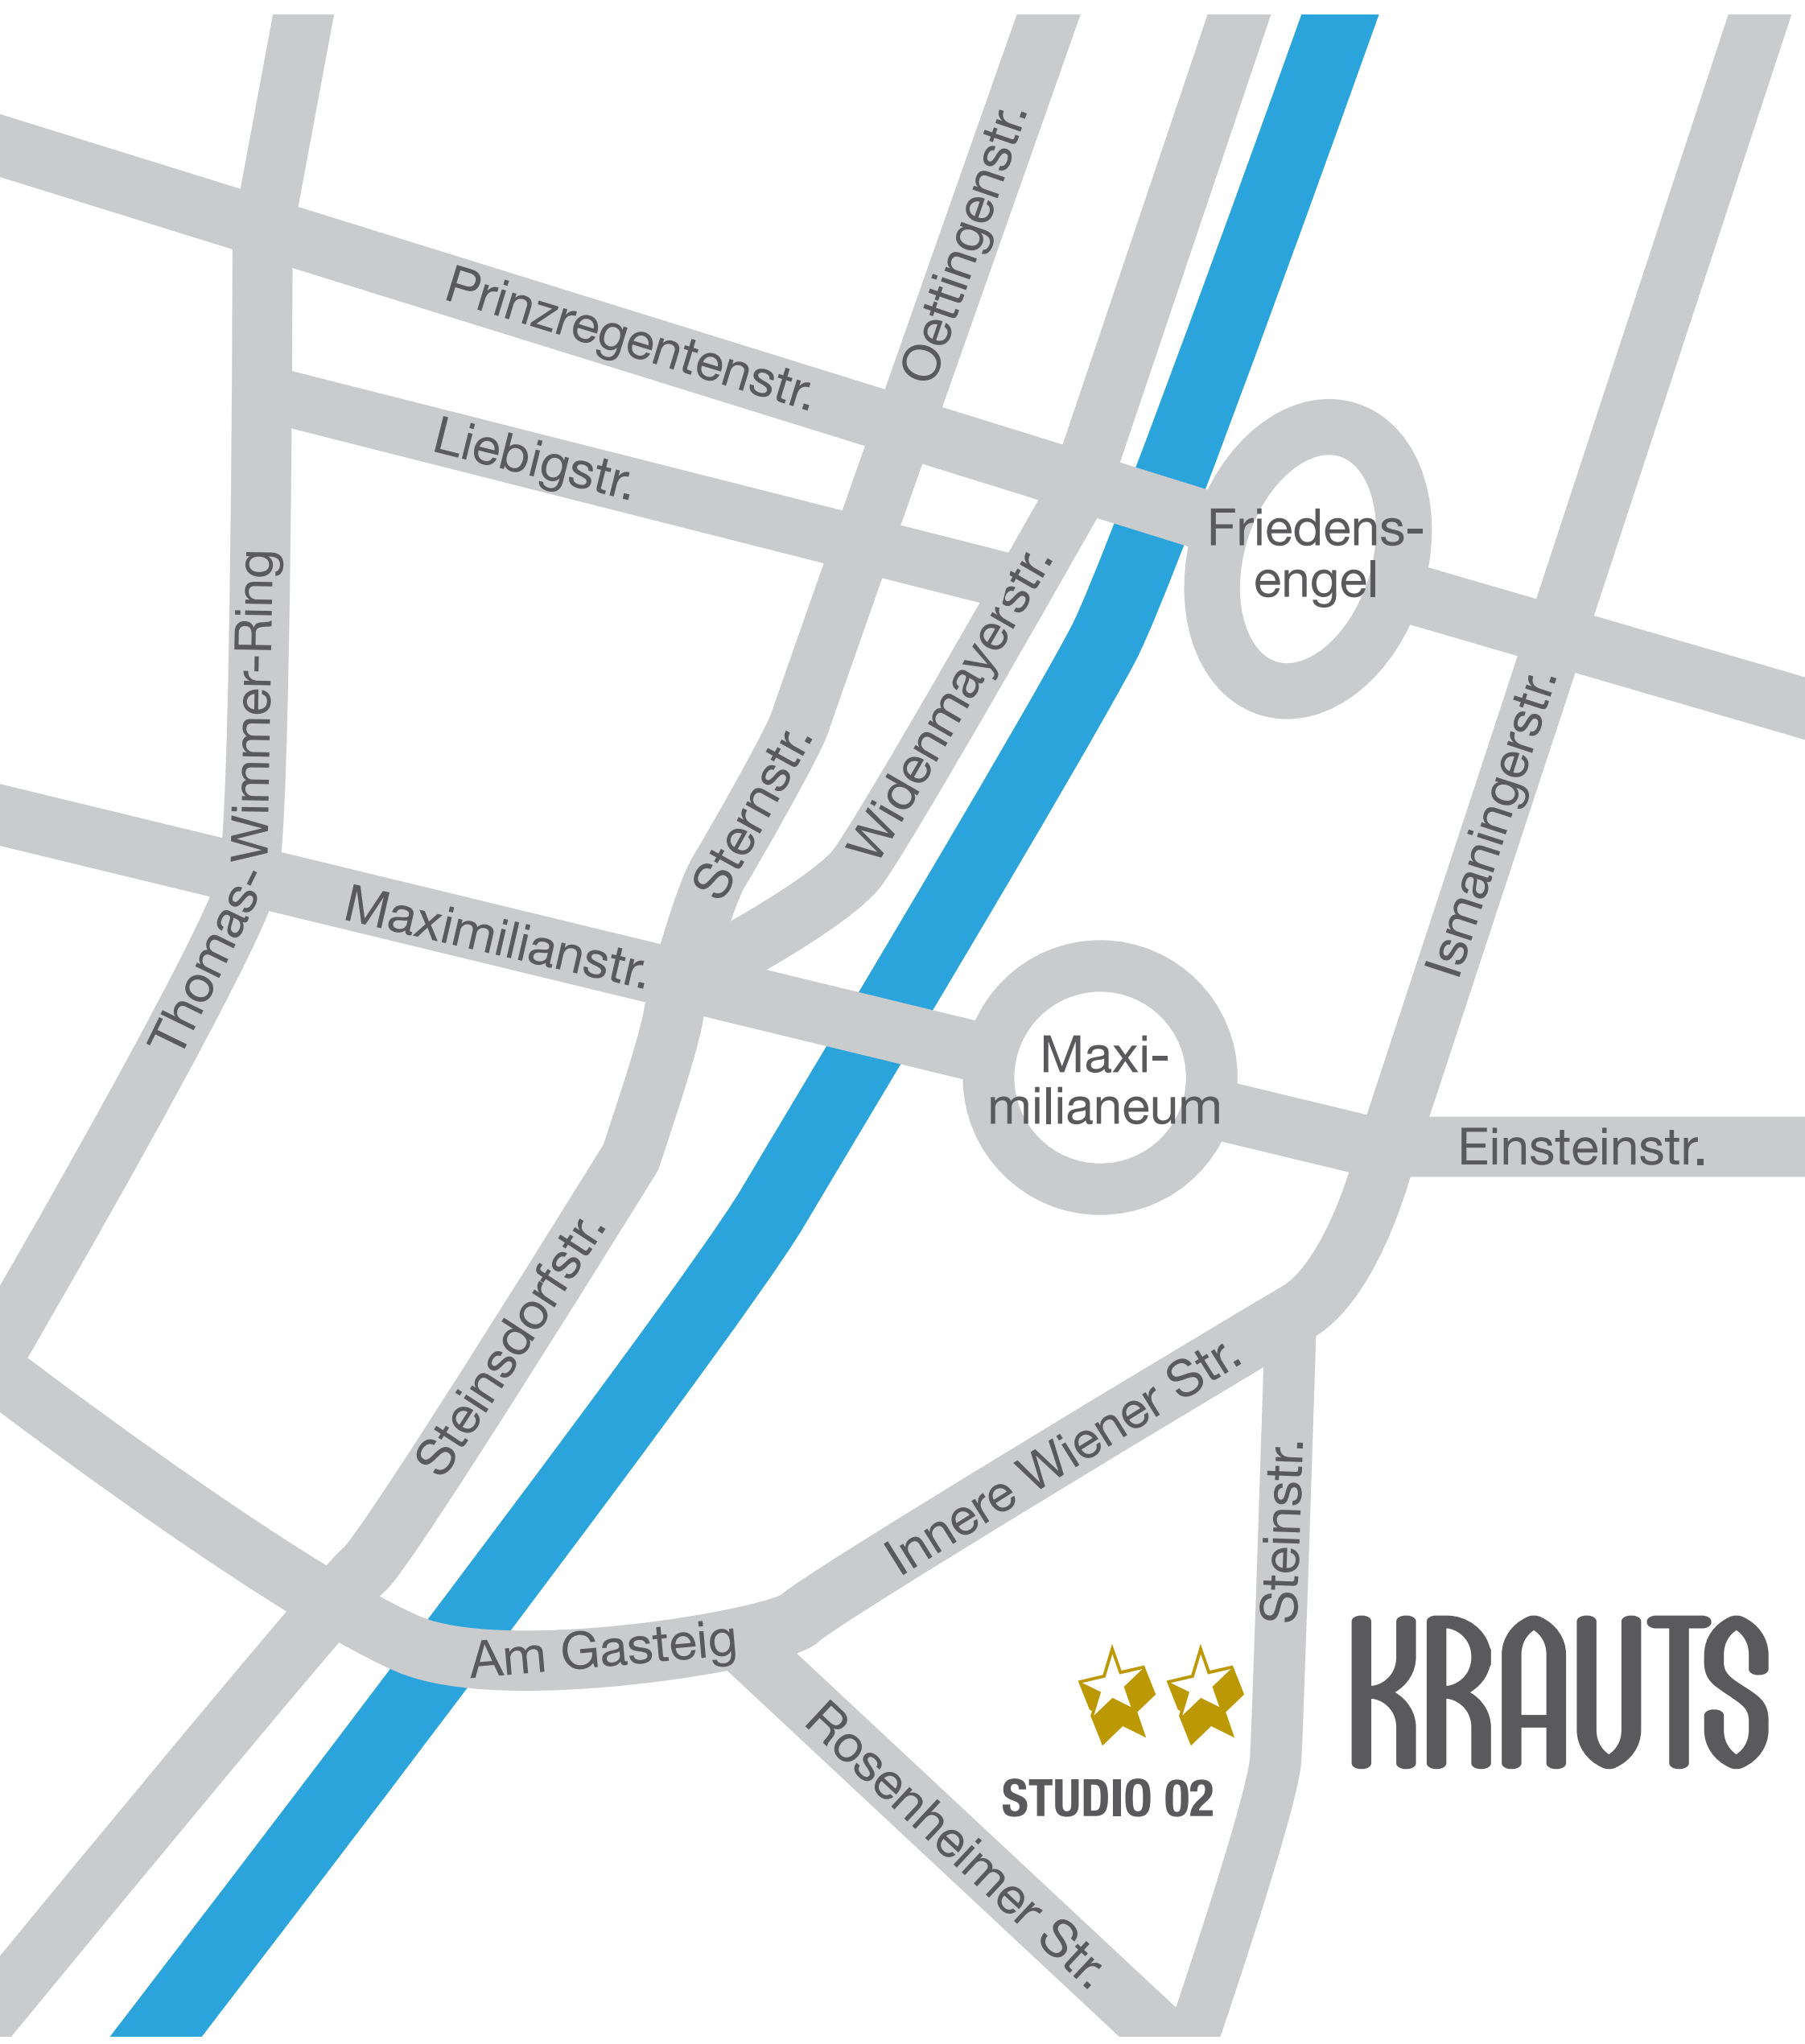 Oettingenstr.
Prinzregentenstr.
Liebigstr.
Friedens-
engel
Thomas-Wimmer-Ring
Widenmayerstr.
Sternstr.
Ismaningerstr.
Maximilianstr.
Maxi-
milianeum
Einsteinstr.
Steinsdorfstr.
Innere Wiener Str.
Steinstr.
Am Gasteig
KRAUTS
Rosenheimer Str.
STUDIO 02